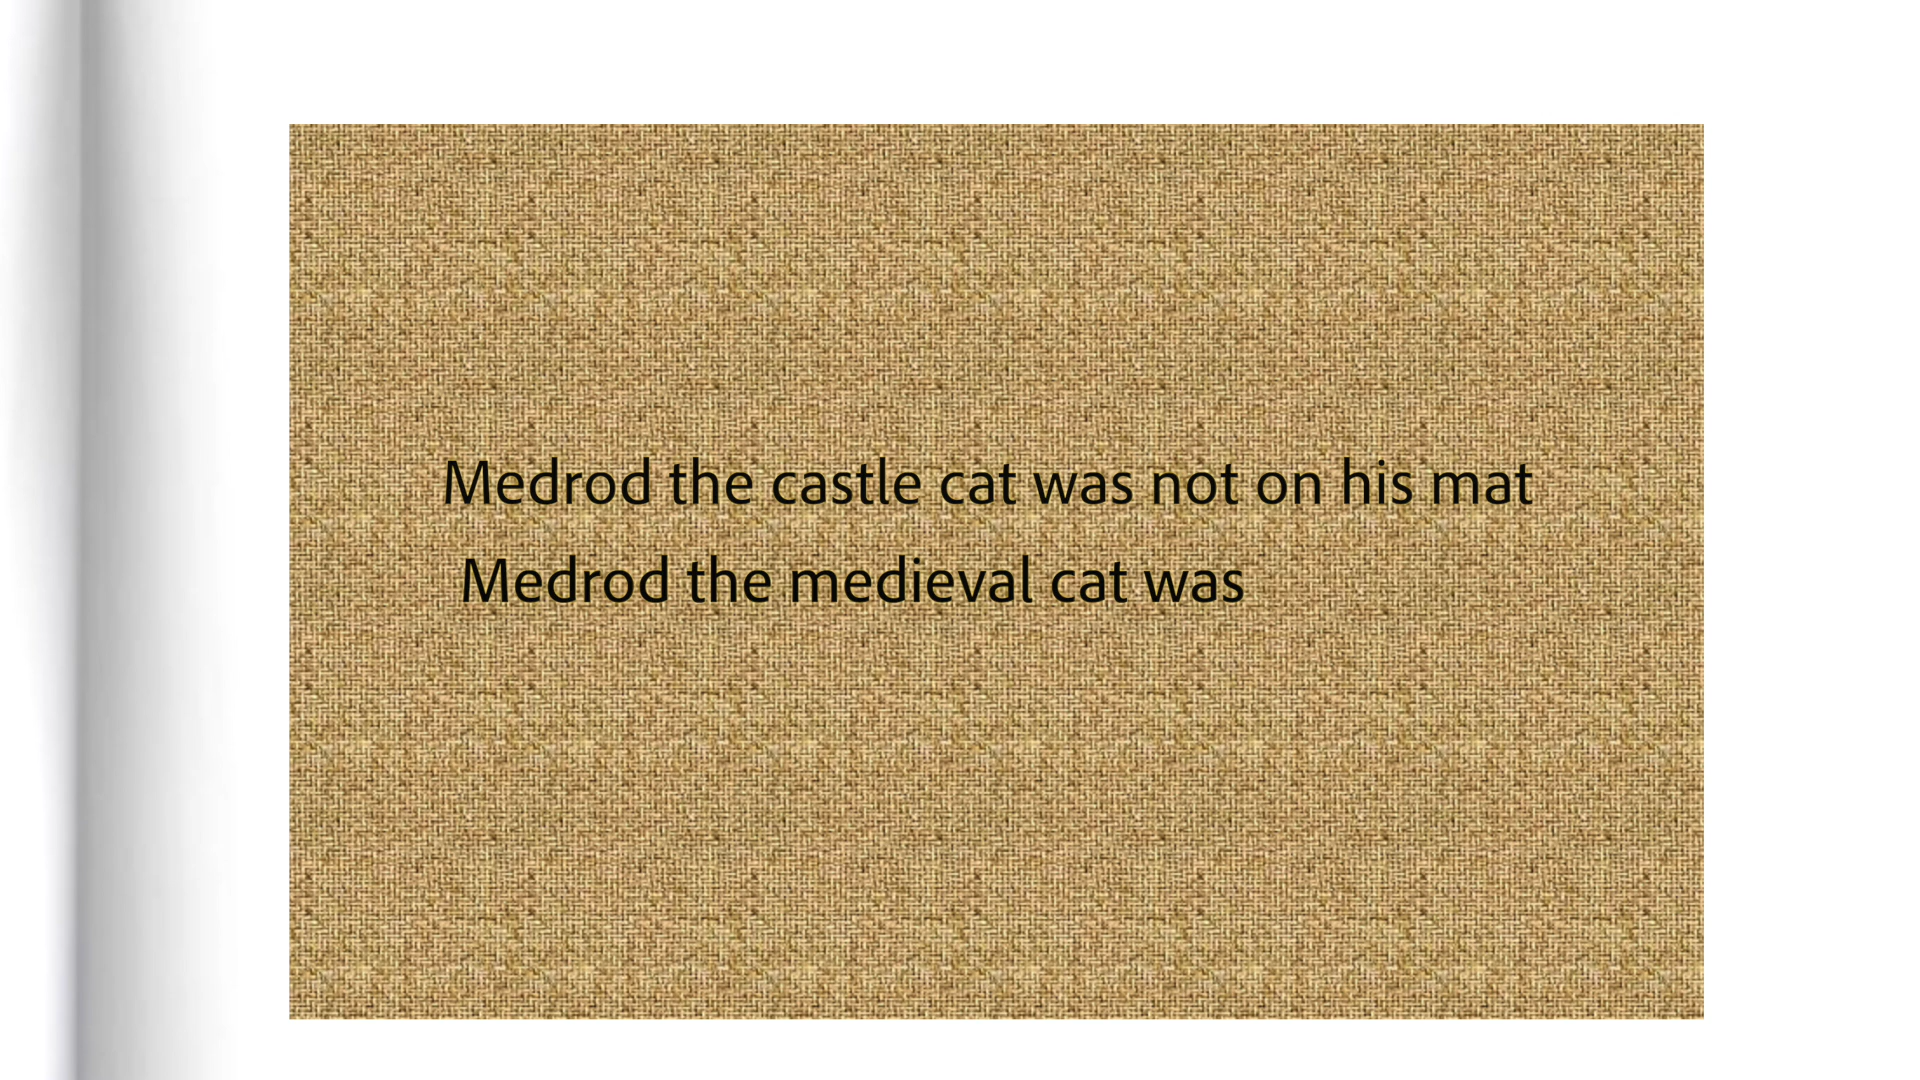 Medrod the castle cat was not on his mat
Medrod the medieval cat was